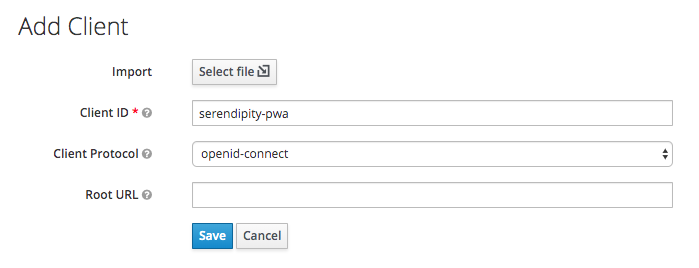 Add Client
Import Select file
Client ID * serendipity-pwa
Client Protocol openid-connect
Root URL
Save Cancel